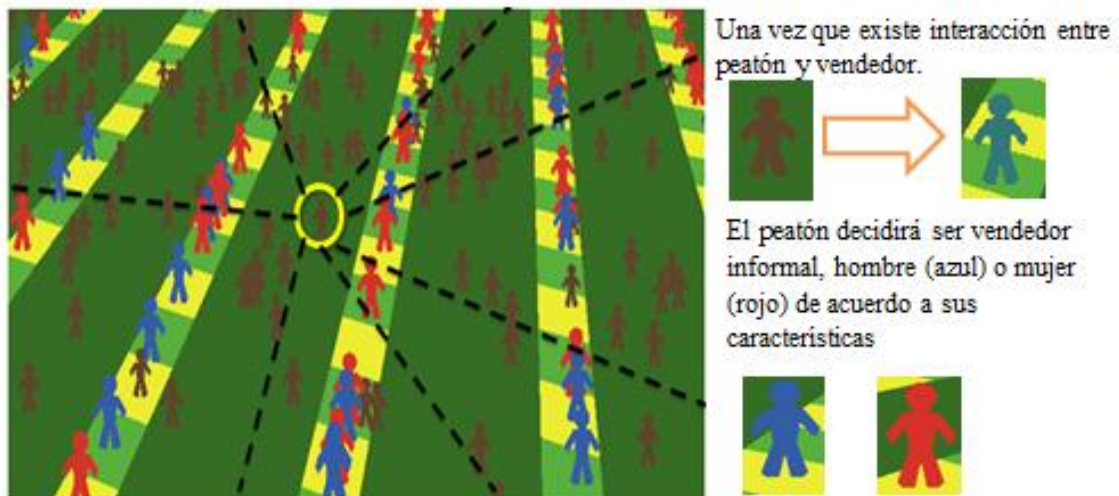 Una vez que existe interacción entre
peatón y vendedor.
El peatón decidirá ser vendedor
informal, hombre (azul) o mujer
(rojo) de acuerdo a sus
características